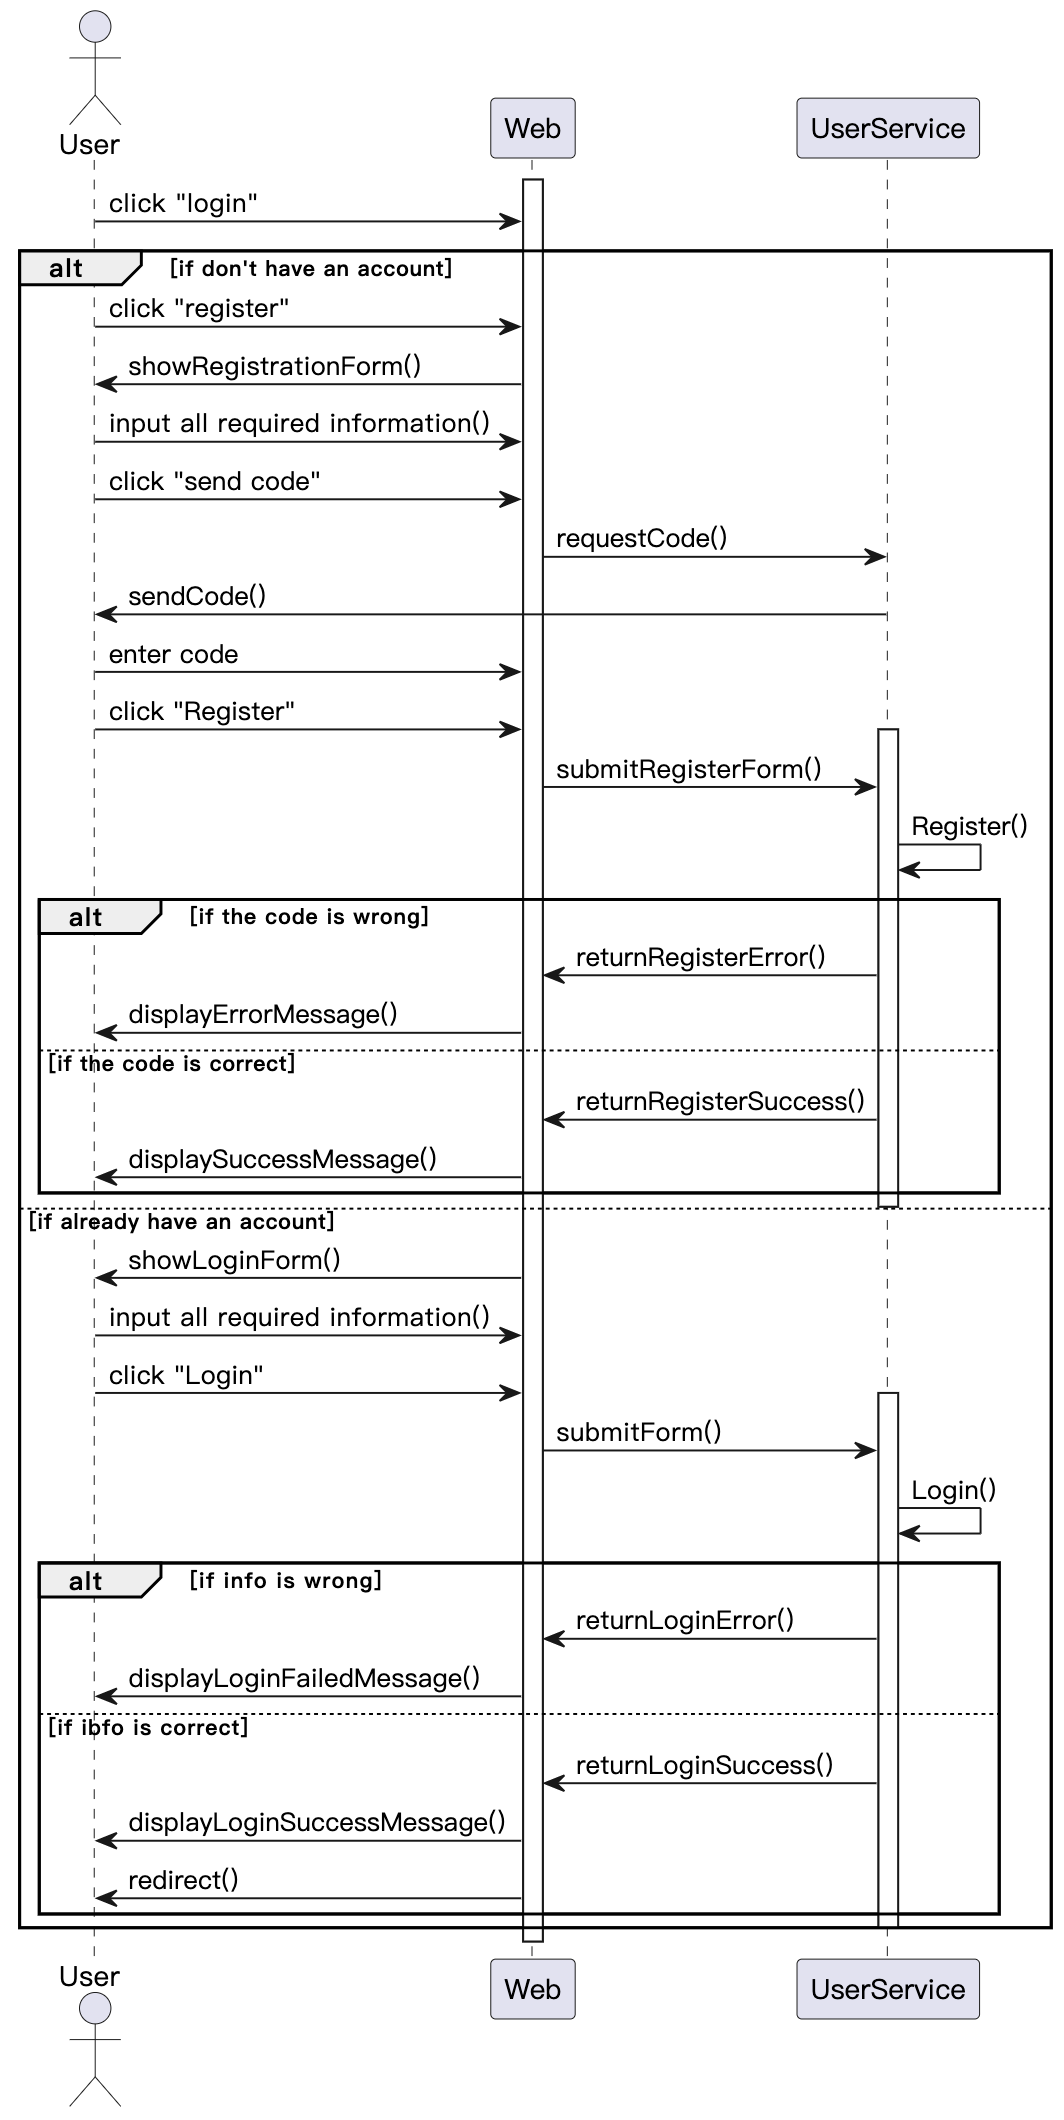 User
Web
UserService
click "login"
alt
[if don't have an account]
click "register"
showRegistrationForm()
input all required information()
click "send code"
requestCode()
sendCode()
enter code
click "Register"
submitRegisterForm()
Register()
alt
[if the code is wrong]
returnRegisterError()
displayErrorMessage()
[if the code is correct]
returnRegisterSuccess()
displaySuccessMessage()
[if already have an account]
showLoginForm()
input all required information()
click "Login"
submitForm()
Login()
alt
[if info is wrong]
returnLoginError()
displayLoginFailedMessage()
[if ibfo is correct]
returnLoginSuccess()
displayLoginSuccessMessage()
redirect()
User
Web
UserService